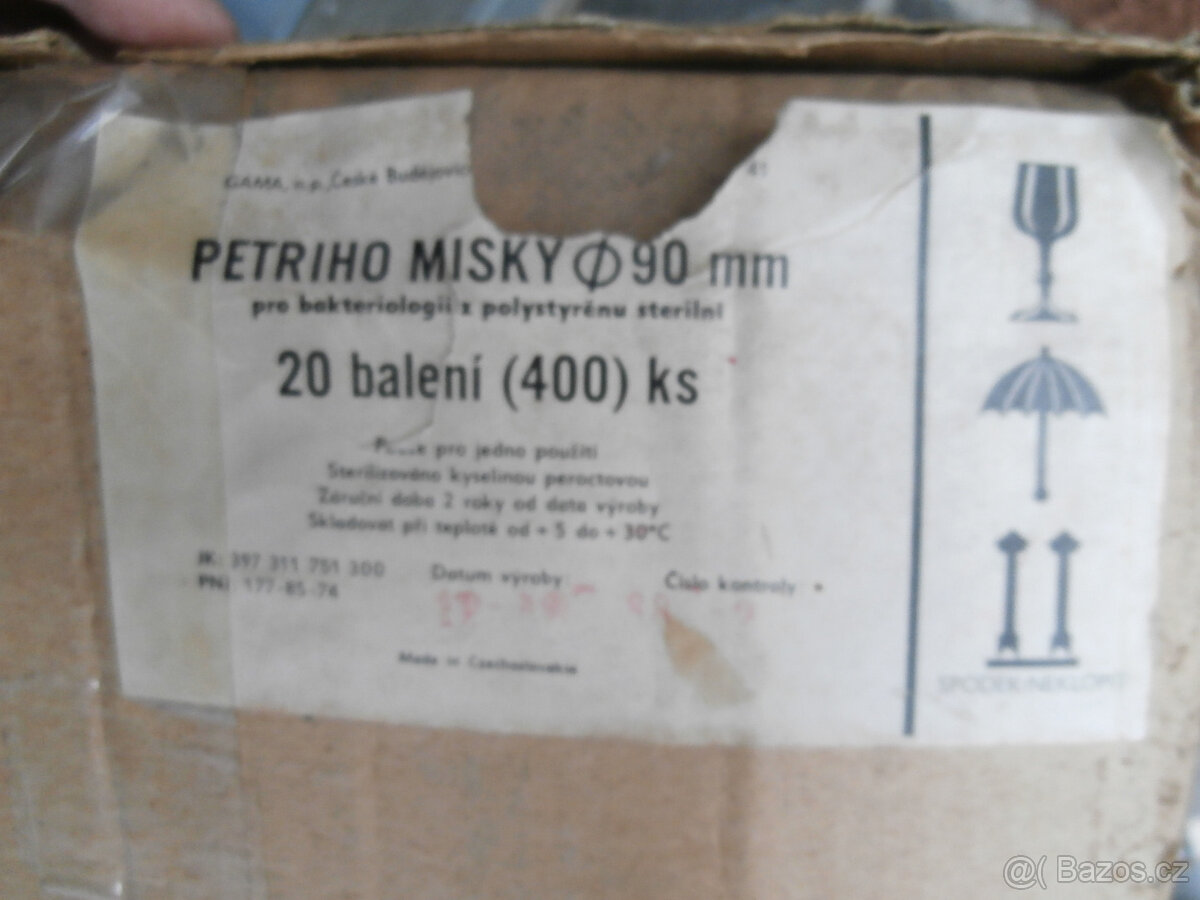 GAMA, n.p., České Budějovic
41
PETRIHO MISKY ϕ 90 mm
pro bakteriologii z polystyrénu sterilní
20 balení (400) ks
pro jedno použití
Sterilizováno kyselinou peroctovou
Záruční doba 2 roky od data výroby
Skladovat při teplotě od + 5 do + 30°C
JK: 397 311 751 300
PN: 177-85-74
Datum výroby:
Číslo kontroly:
Made in Czechoslovakia
SPODEK/NEKLOPIT
@( Bazos.cz